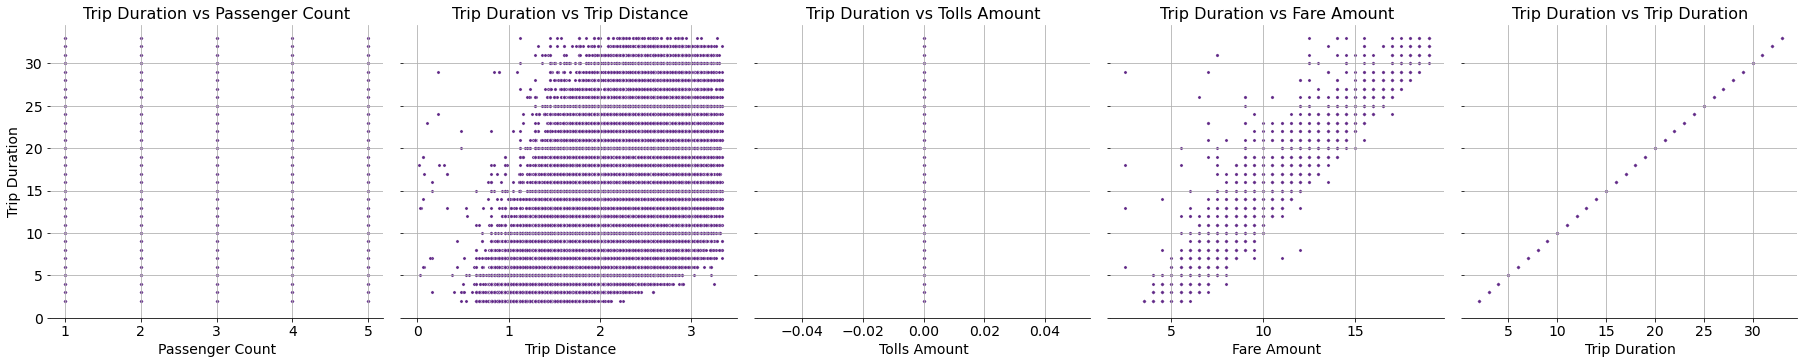 Trip Duration vs Passenger Count
Trip Duration vs Trip Distance
Trip Duration vs Tolls Amount
Trip Duration vs Fare Amount
Trip Duration vs Trip Duration
Trip Duration
30
25
20
15
10
5
0
1 2 3 4 5
0 1 2 3
−0.04 −0.02 0.00 0.02 0.04
5 10 15
5 10 15 20 25 30
Passenger Count
Trip Distance
Tolls Amount
Fare Amount
Trip Duration